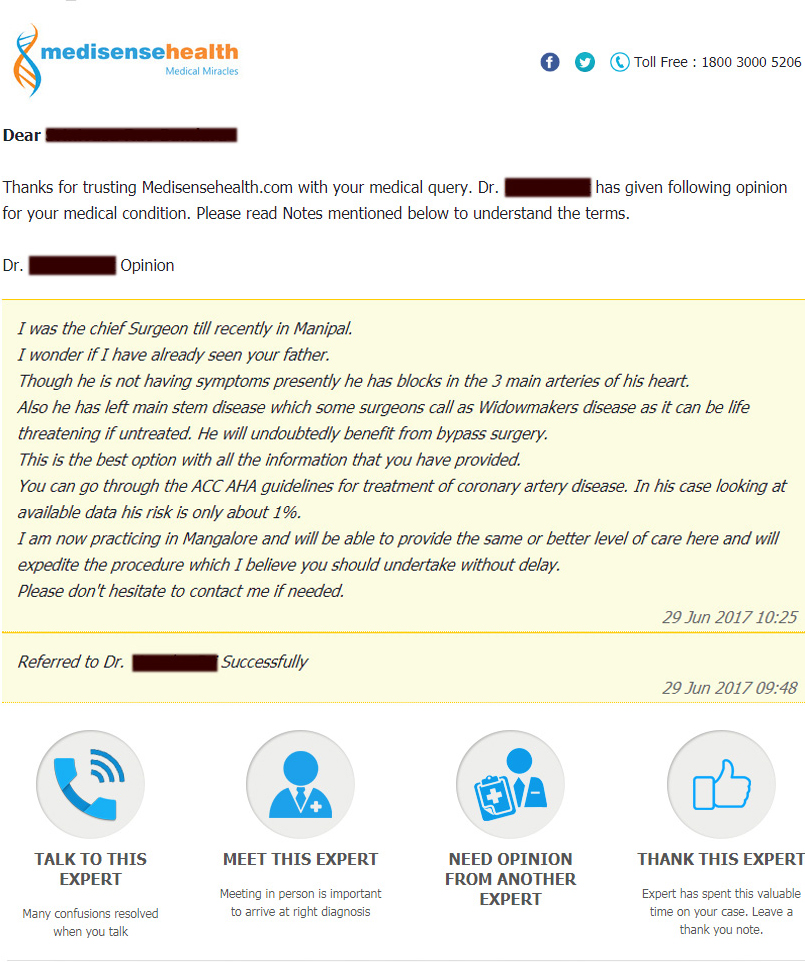 medisensehealth
Medical Miracles
Toll Free : 1800 3000 5206
Dear
Thanks for trusting Medisensehealth.com with your medical query. Dr. has given following opinion
for your medical condition. Please read Notes mentioned below to understand the terms.
Dr. Opinion
I was the chief Surgeon till recently in Manipal.
I wonder if I have already seen your father.
Though he is not having symptoms presently he has blocks in the 3 main arteries of his heart.
Also he has left main stem disease which some surgeons call as Widowmakers disease as it can be life
threatening if untreated. He will undoubtedly benefit from bypass surgery.
This is the best option with all the information that you have provided.
You can go through the ACC AHA guidelines for treatment of coronary artery disease. In his case looking at
available data his risk is only about 1%.
I am now practicing in Mangalore and will be able to provide the same or better level of care here and will
expedite the procedure which I believe you should undertake without delay.
Please don't hesitate to contact me if needed.
29 Jun 2017 10:25
Referred to Dr. Successfully
29 Jun 2017 09:48
TALK TO THIS
EXPERT
Many confusions resolved
when you talk
MEET THIS EXPERT
Meeting in person is important
to arrive at right diagnosis
NEED OPINION
FROM ANOTHER
EXPERT
THANK THIS EXPERT
Expert has spent this valuable
time on your case. Leave a
thank you note.